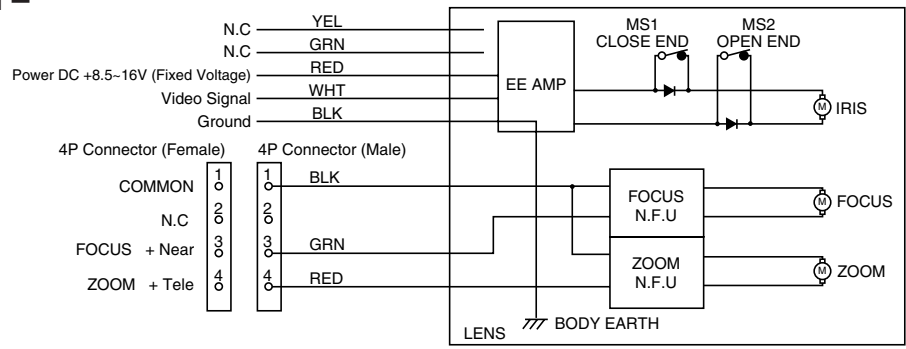 N.C YEL
N.C GRN
Power DC +8.5~16V (Fixed Voltage) RED
Video Signal WHT
Ground BLK
EE AMP
MS1
CLOSE END
MS2
OPEN END
M IRIS
4P Connector (Female) 4P Connector (Male)
COMMON 1 1 BLK
N.C 2 2
FOCUS + Near 3 3 GRN
ZOOM + Tele 4 4 RED
FOCUS
N.F.U
M FOCUS
ZOOM
N.F.U
M ZOOM
LENS
BODY EARTH